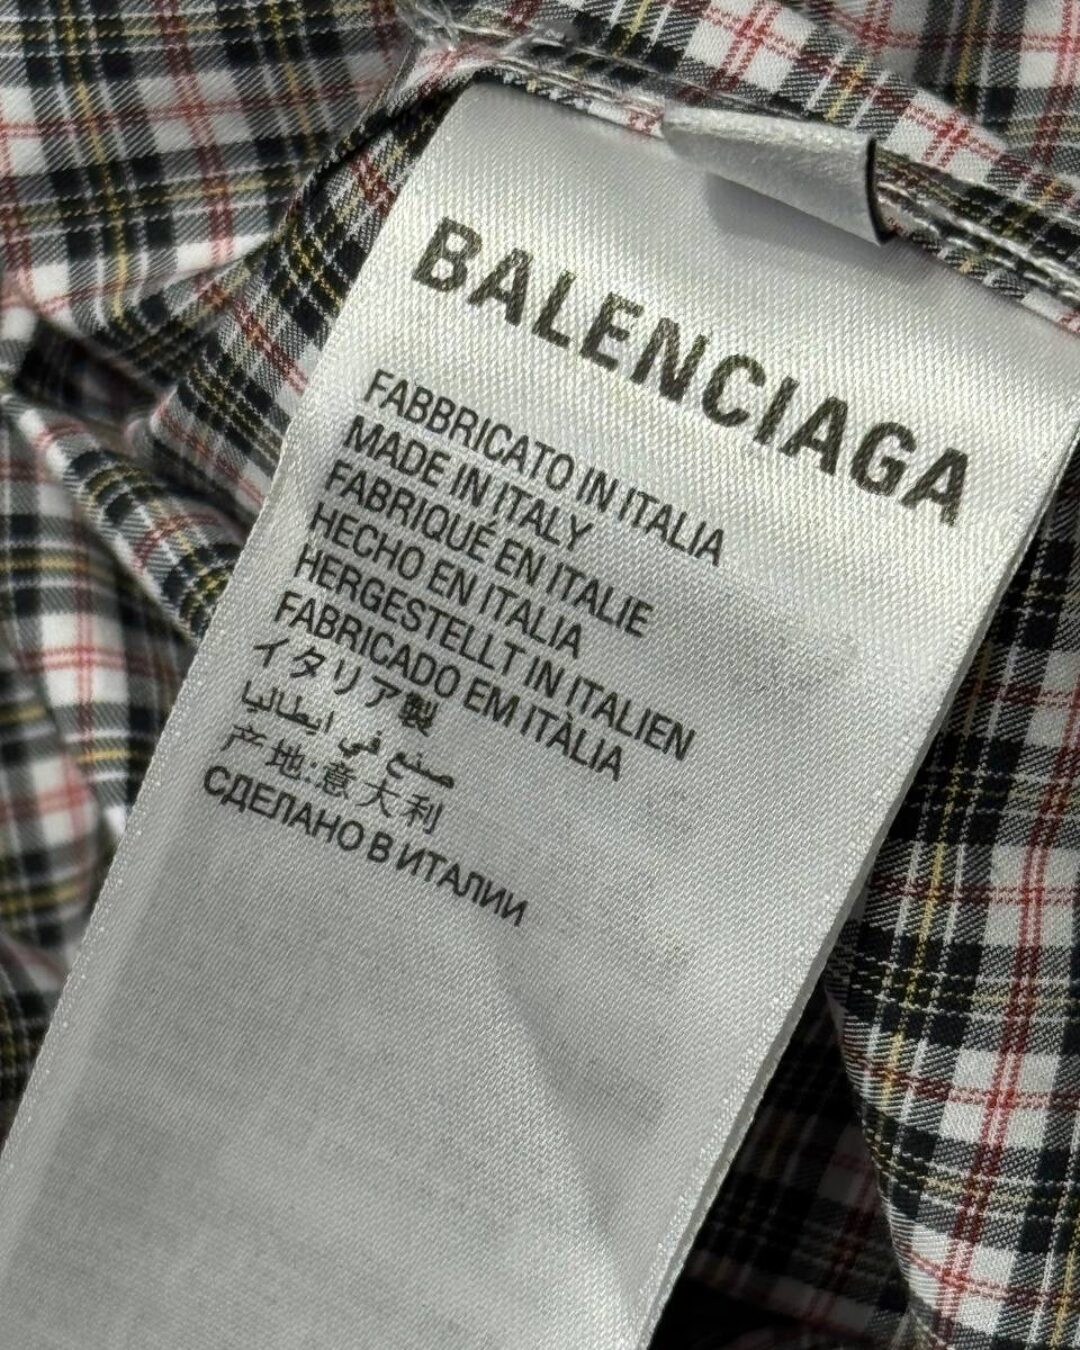 BALENCIAGA
FABBRICATO IN ITALIA
MADE IN ITALY
FABRIQUÉ EN ITALIE
HECHO EN ITALIA
HERGESTELLT IN ITALIEN
FABRICADO EM ITÀLIA
イタリア製
صنع في ايطاليا
产地:意大利
СДЕЛАНО В ИТАЛИИ